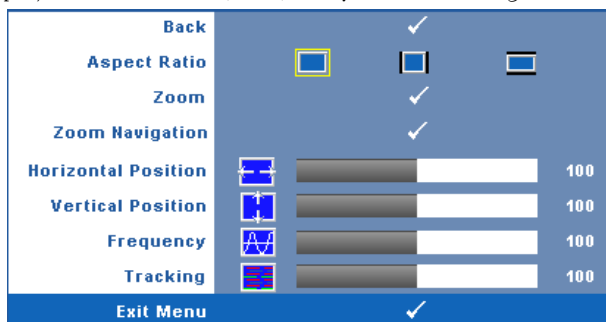 Back
Aspect Ratio
Zoom
Zoom Navigation
Horizontal Position 100
Vertical Position 100
Frequency 100
Tracking 100
Exit Menu